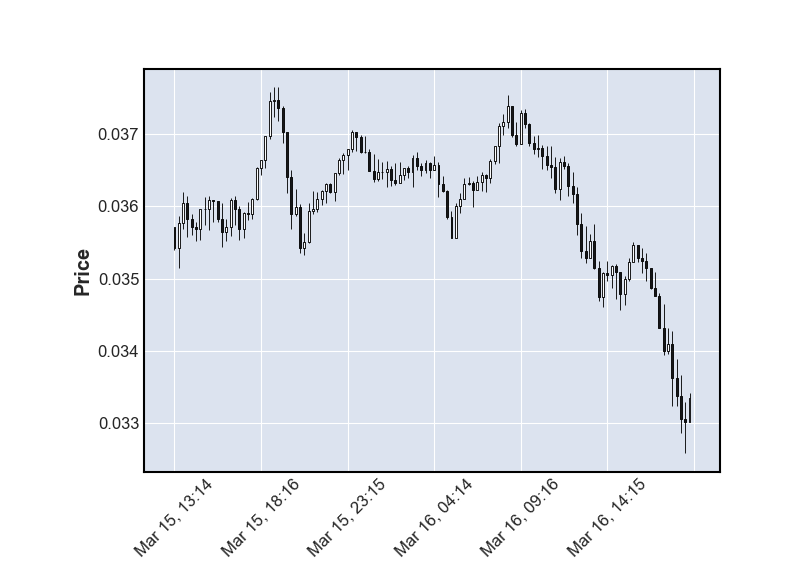 Price
0.037
0.036
0.035
0.034
0.033
Mar 15, 13:14
Mar 15, 18:16
Mar 15, 23:15
Mar 16, 04:14
Mar 16, 09:16
Mar 16, 14:15